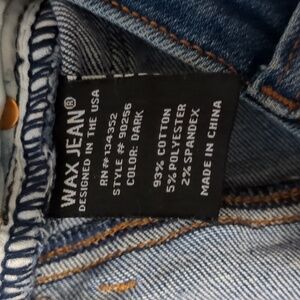 WAX JEAN®
DESIGNED IN THE USA
RN# 134352
STYLE # 90256
COLOR: DARK
93% COTTON
5% POLYESTER
2% SPANDEX
MADE IN CHINA